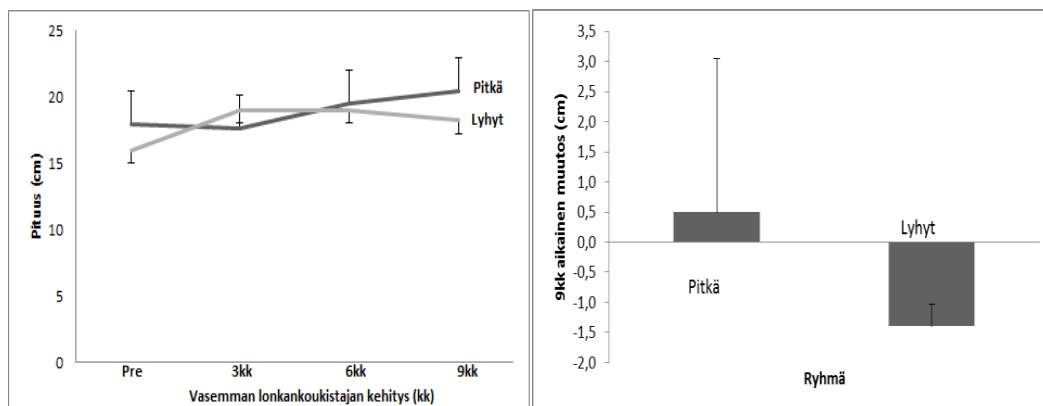 25
20
15
10
5
0
Pituus (cm)
Pitkä
Lyhyt
Pre 3kk 6kk 9kk
Vasemman lonkankoukistajan kehitys (kk)
3,5
3,0
2,5
2,0
1,5
1,0
0,5
0,0
-0,5
-1,0
-1,5
-2,0
9kk aikainen muutos (cm)
Lyhyt
Pitkä
Ryhmä